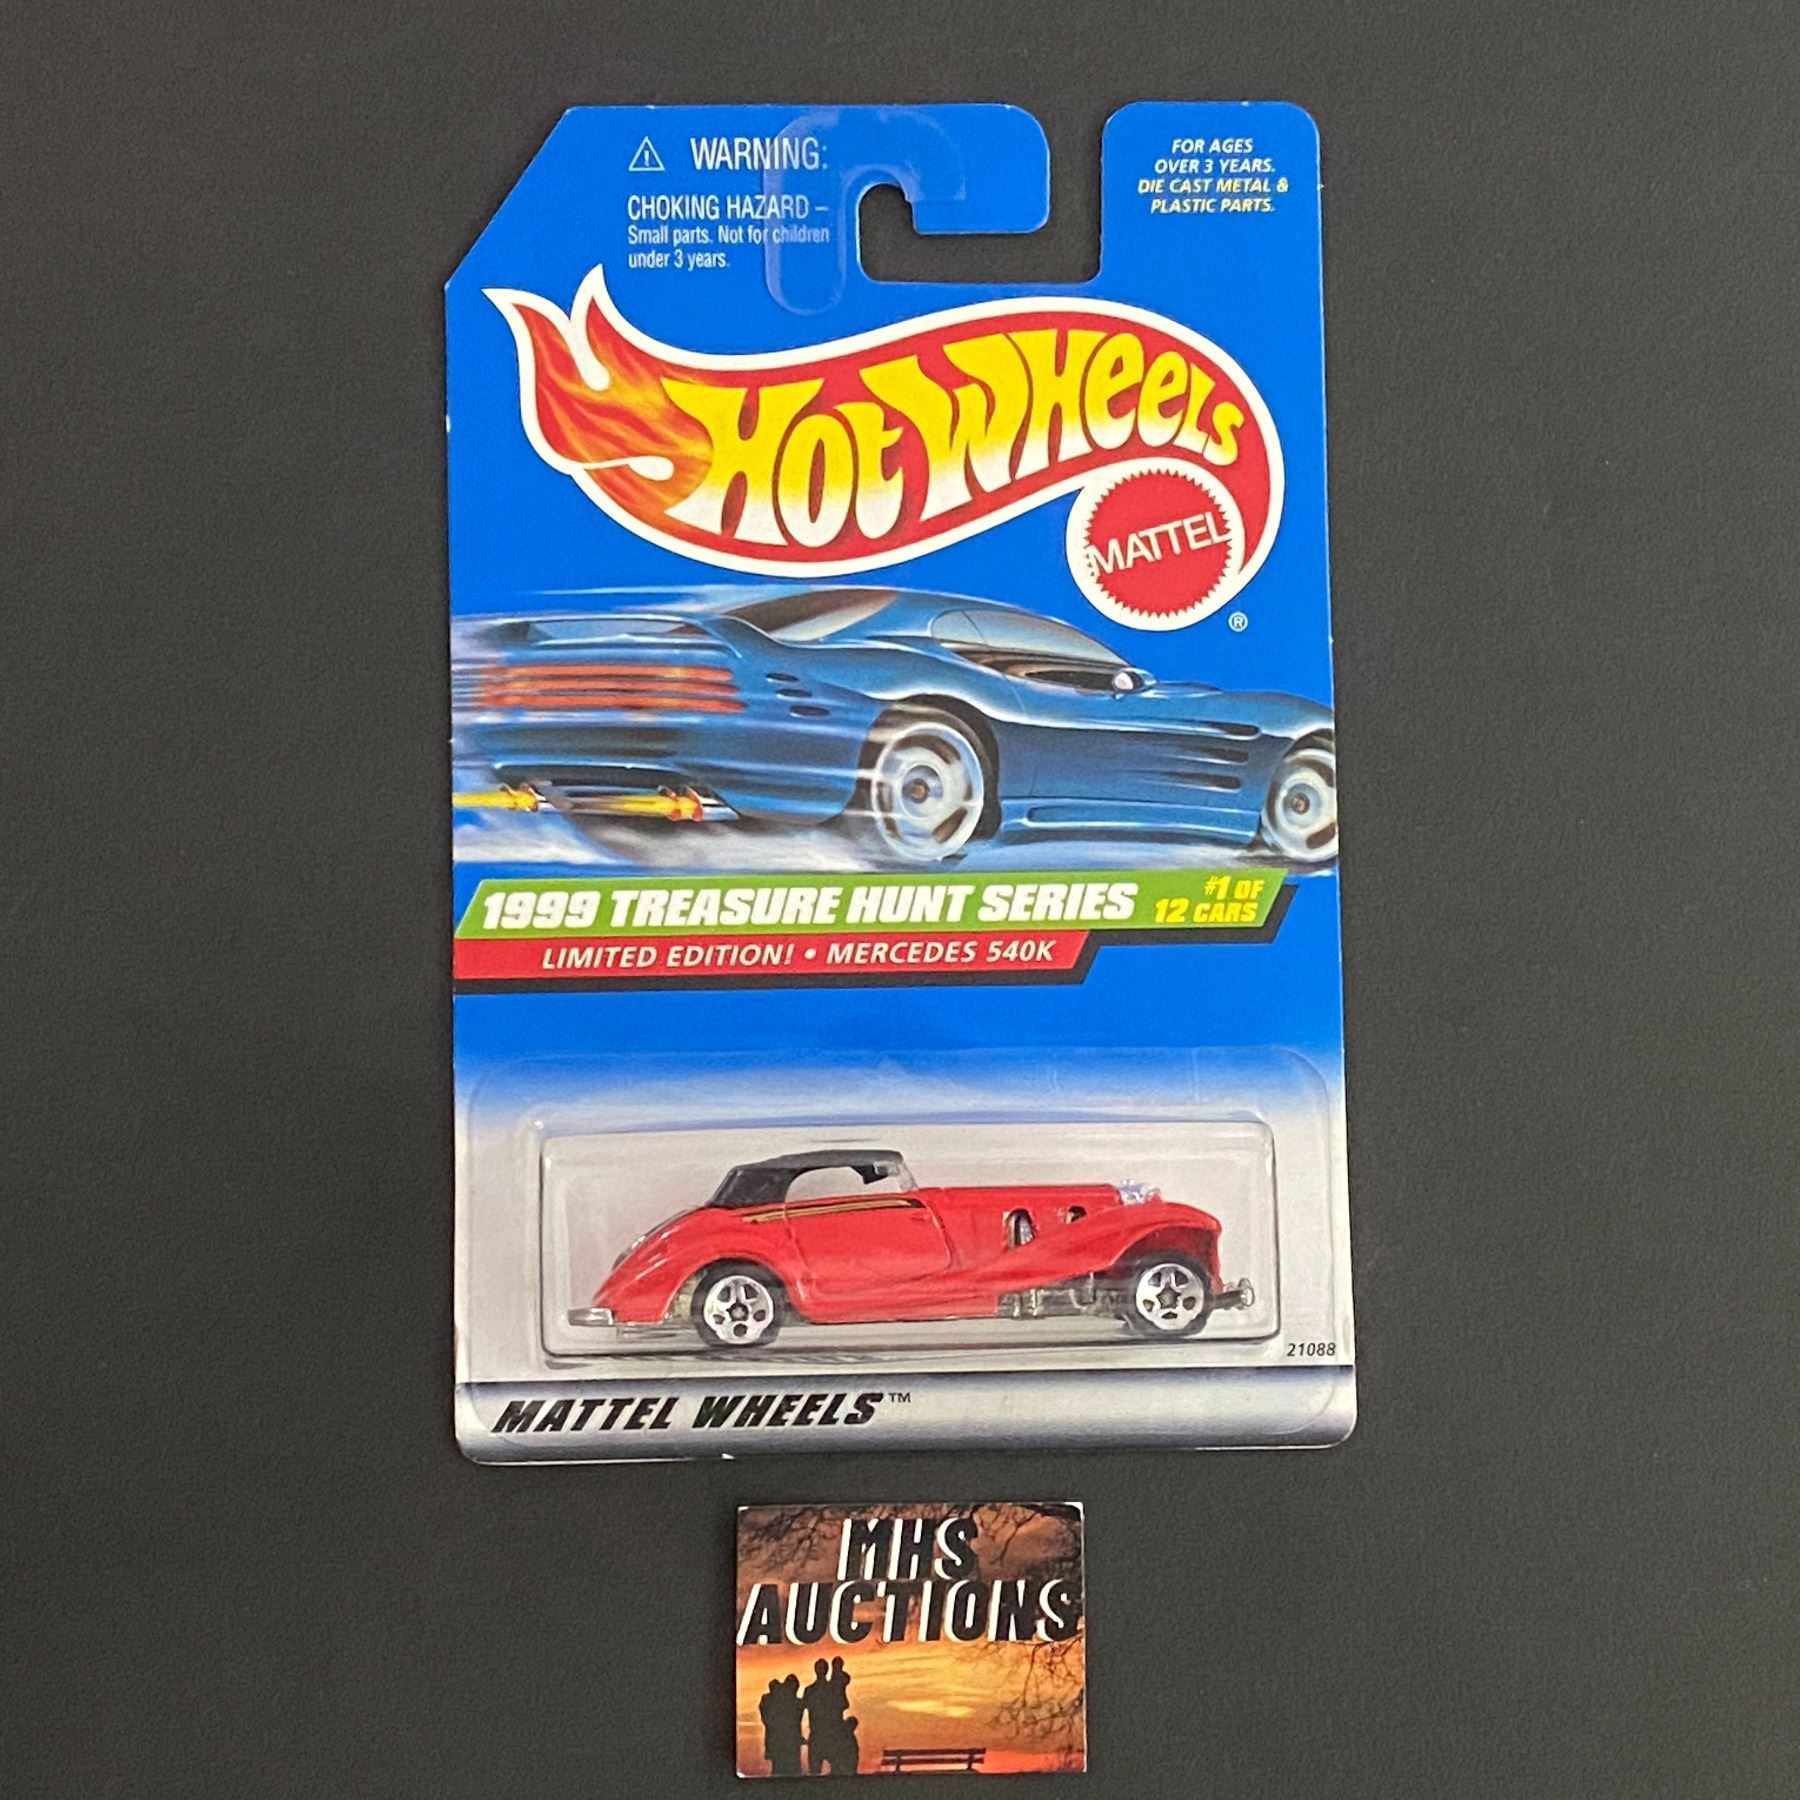 WARNING:
CHOKING HAZARD –
Small parts. Not for children
under 3 years.
FOR AGES
OVER 3 YEARS.
DIE CAST METAL &
PLASTIC PARTS.
HOT WHEELS
MATTEL
®
1999 TREASURE HUNT SERIES
#1 OF
12 CARS
LIMITED EDITION! • MERCEDES 540K
21088
MATTEL WHEELS™
MHS
AUCTIONS